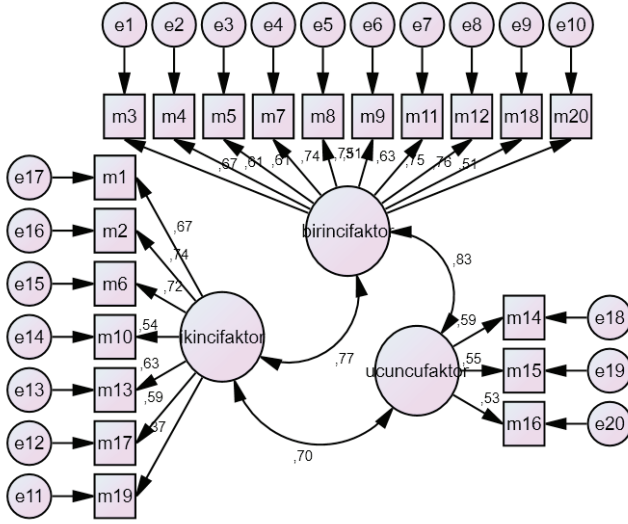 e1 e2 e3 e4 e5 e6 e7 e8 e9 e10
m3 m4 m5 m7 m8 m9 m11 m12 m18 m20
,67 ,61 ,61 ,74 ,51 ,63 ,75 ,76 ,51
e17 m1
e16 m2
e15 m6
e14 m10
e13 m13
e12 m17
e11 m19
,67
,74
,72
,54
,63
,59
,37
birincifaktor
ikincifaktor
ucuncufaktor
,83
,77
,70
,59
,55
,53
m14 e18
m15 e19
m16 e20